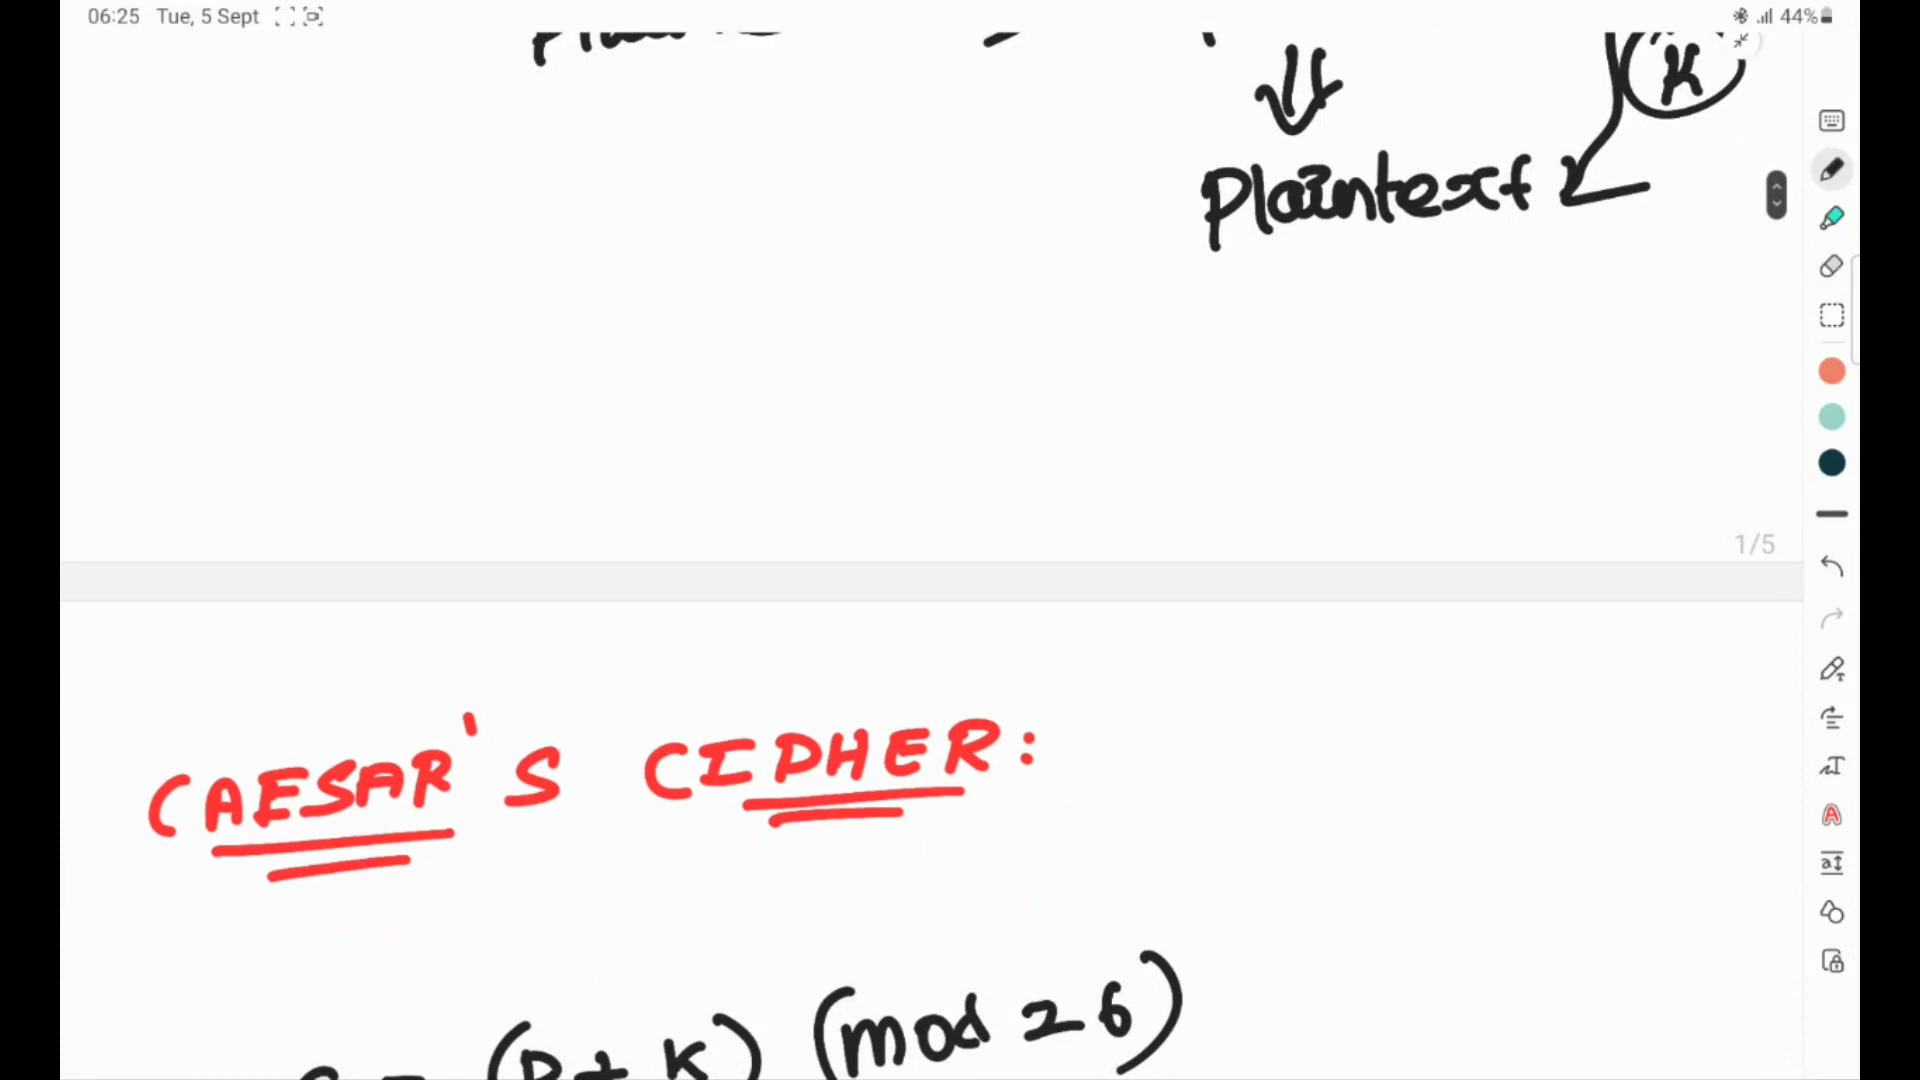 06:25 Tue, 5 Sept
44%
K
Plaintext
1/5
CAESAR'S CIPHER:
(P + K) (mod 26)